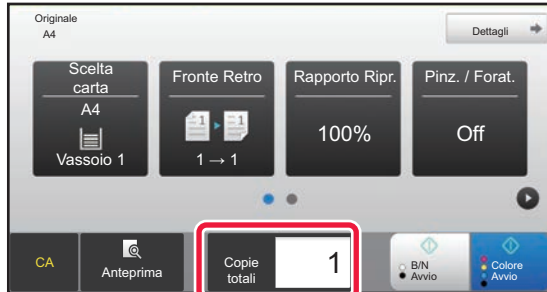 Originale
A4
Dettagli
Scelta
carta
A4
Vassoio 1
Fronte Retro
1 1
1 → 1
Rapporto Ripr.
100%
Pinz. / Forat.
Off
CA
Anteprima
Copie
totali
1
B/N
Avvio
Colore
Avvio